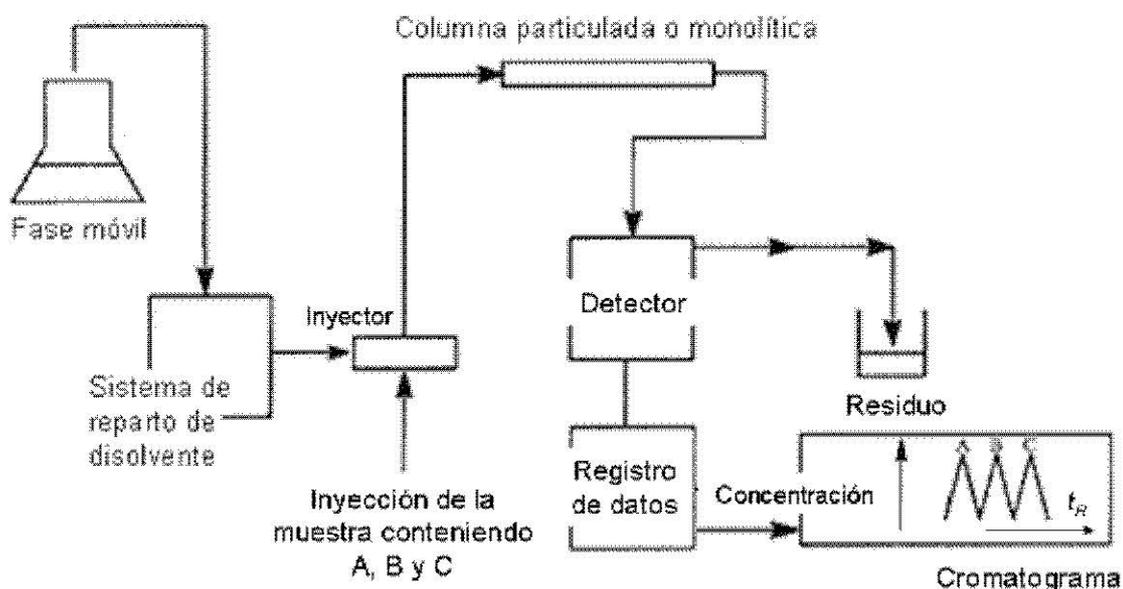 Columna particulada o monolítica
Fase móvil
Inyector
Sistema de
reparto de
disolvente
Inyección de la
muestra conteniendo
A, B y C
Detector
Residuo
Registro
de datos
Concentración
A B C
t_R
Cromatograma